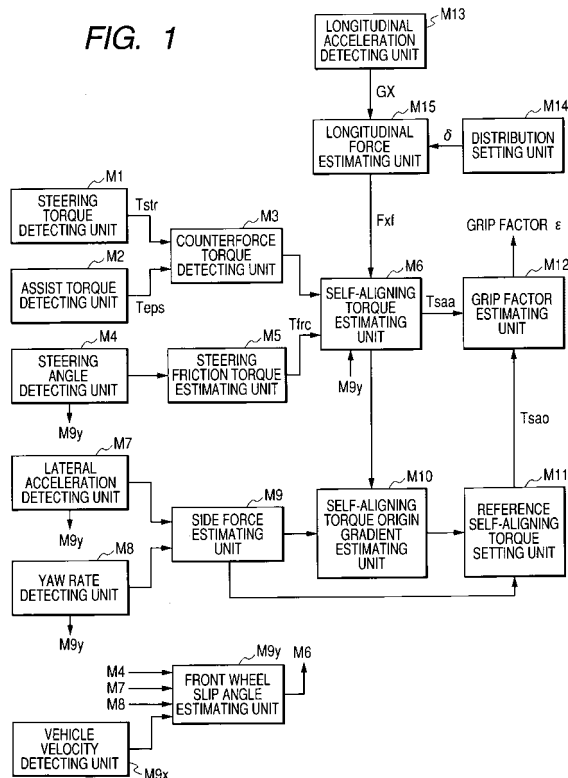 FIG. 1
M13
LONGITUDINAL
ACCELERATION
DETECTING UNIT
GX
M15
LONGITUDINAL
FORCE
ESTIMATING UNIT
δ
M14
DISTRIBUTION
SETTING UNIT
M1
STEERING
TORQUE
DETECTING UNIT
Tstr
M3
COUNTERFORCE
TORQUE
DETECTING UNIT
Fxf
GRIP FACTOR ε
M2
ASSIST TORQUE
DETECTING UNIT
Teps
M6
SELF-ALIGNING
TORQUE
ESTIMATING UNIT
Tsaa
M12
GRIP FACTOR
ESTIMATING
UNIT
M4
STEERING
ANGLE
DETECTING UNIT
M5
STEERING
FRICTION TORQUE
ESTIMATING UNIT
Tfrc
M9y
M9y
Tsao
M7
LATERAL
ACCELERATION
DETECTING UNIT
M9y
M9
SIDE FORCE
ESTIMATING
UNIT
M10
SELF-ALIGNING
TORQUE ORIGIN
GRADIENT
ESTIMATING UNIT
M11
REFERENCE
SELF-ALIGNING
TORQUE
SETTING UNIT
M8
YAW RATE
DETECTING UNIT
M9y
M4
M7
M8
M9y
FRONT WHEEL
SLIP ANGLE
ESTIMATING UNIT
M6
VEHICLE
VELOCITY
DETECTING UNIT
M9x